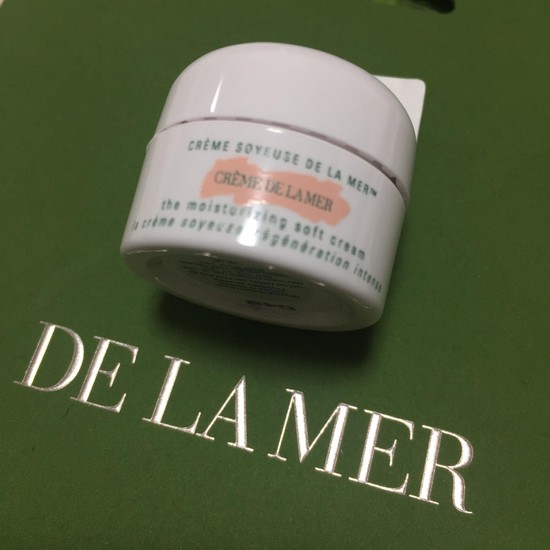 CRÈME SOYEUSE DE LA MER™
CRÈME DE LA MER
the moisturizing soft cream
la crème soyeuse régénération intense
DE LA MER